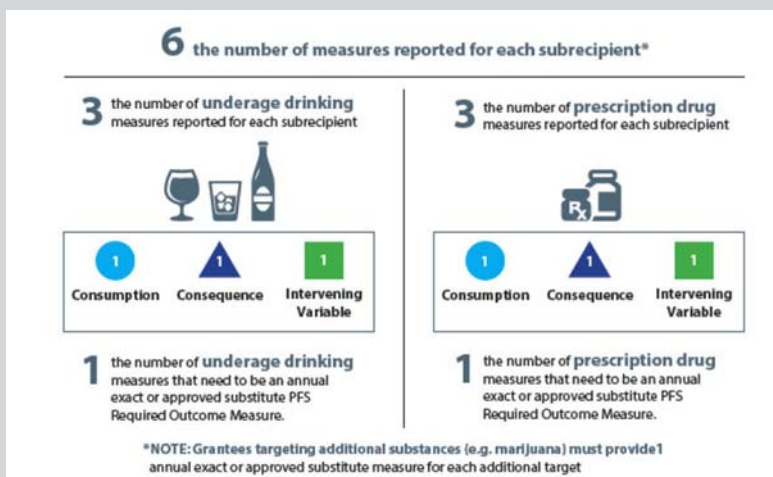 6 the number of measures reported for each subrecipient*
3 the number of underage drinking
measures reported for each subrecipient
1
1
1
Consumption
Consequence
Intervening
Variable
1 the number of underage drinking
measures that need to be an annual
exact or approved substitute PFS
Required Outcome Measure.
3 the number of prescription drug
measures reported for each subrecipient
Rx
1
1
1
Consumption
Consequence
Intervening
Variable
1 the number of prescription drug
measures that need to be an annual
exact or approved substitute PFS
Required Outcome Measure.
*NOTE: Grantees targeting additional substances (e.g. marijuana) must provide1
annual exact or approved substitute measure for each additional target